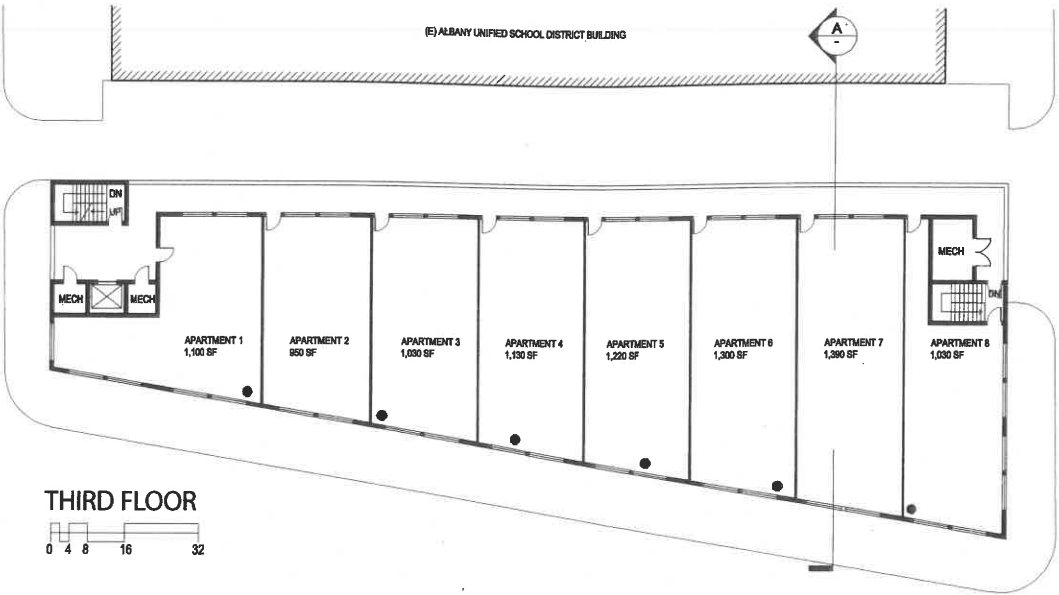 (E) ALBANY UNIFIED SCHOOL DISTRICT BUILDING
A
-
DN
UP
MECH
MECH
MECH
DN
APARTMENT 1
1,100 SF
APARTMENT 2
950 SF
APARTMENT 3
1,030 SF
APARTMENT 4
1,130 SF
APARTMENT 5
1,220 SF
APARTMENT 6
1,300 SF
APARTMENT 7
1,390 SF
APARTMENT 8
1,030 SF
THIRD FLOOR
0 4 8 16 32